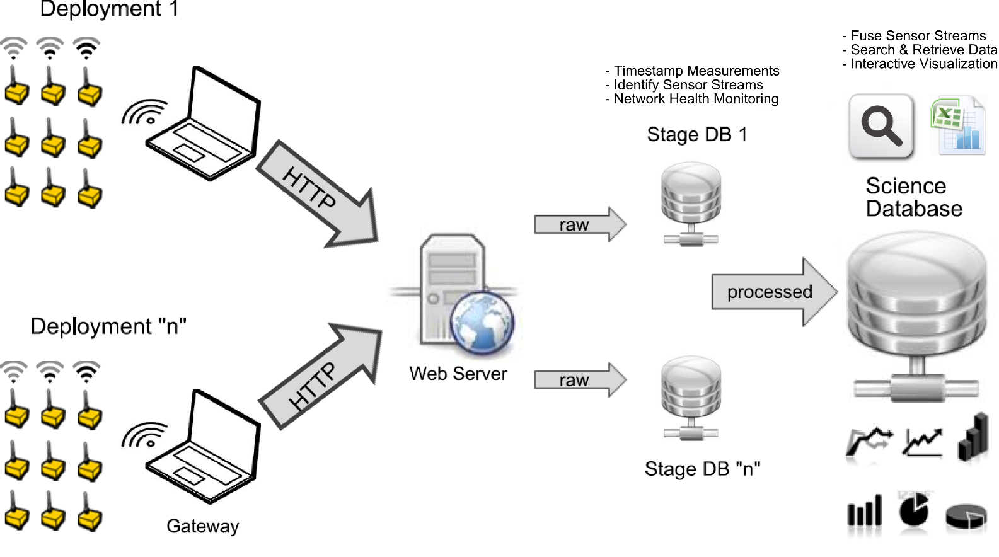 Deployment 1
- Fuse Sensor Streams
- Search & Retrieve Data
- Interactive Visualization
- Timestamp Measurements
- Identify Sensor Streams
- Network Health Monitoring
Stage DB 1
HTTP
Science
Database
raw
processed
Deployment "n"
HTTP
Web Server
raw
Stage DB "n"
Gateway